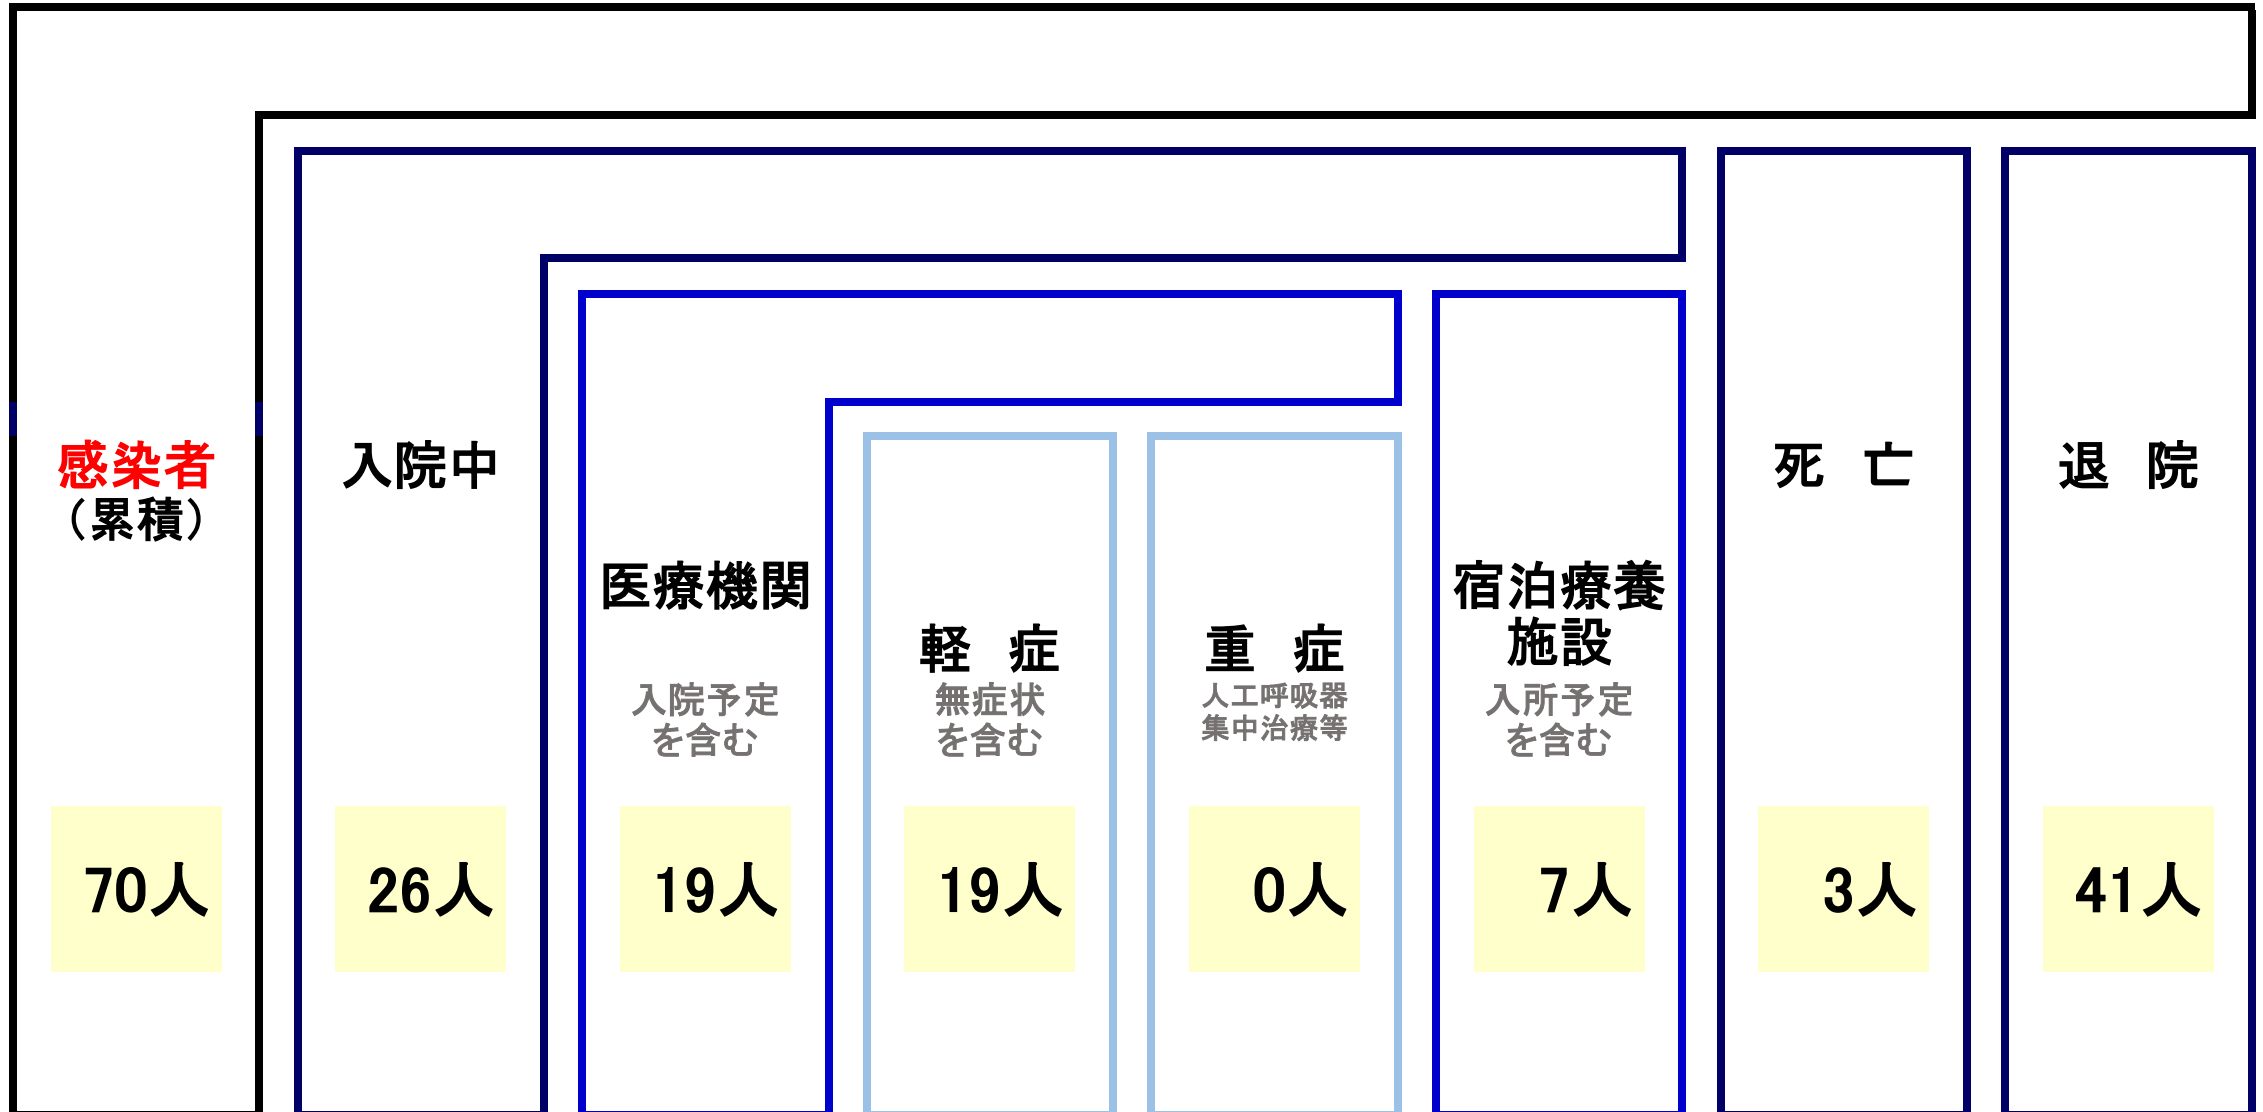 感染者
（累積）
70人
入院中
26人
医療機関
入院予定
を含む
19人
軽　症
無症状
を含む
19人
重　症
人工呼吸器
集中治療等
0人
宿泊療養
施設
入所予定
を含む
7人
死　亡
3人
退　院
41人